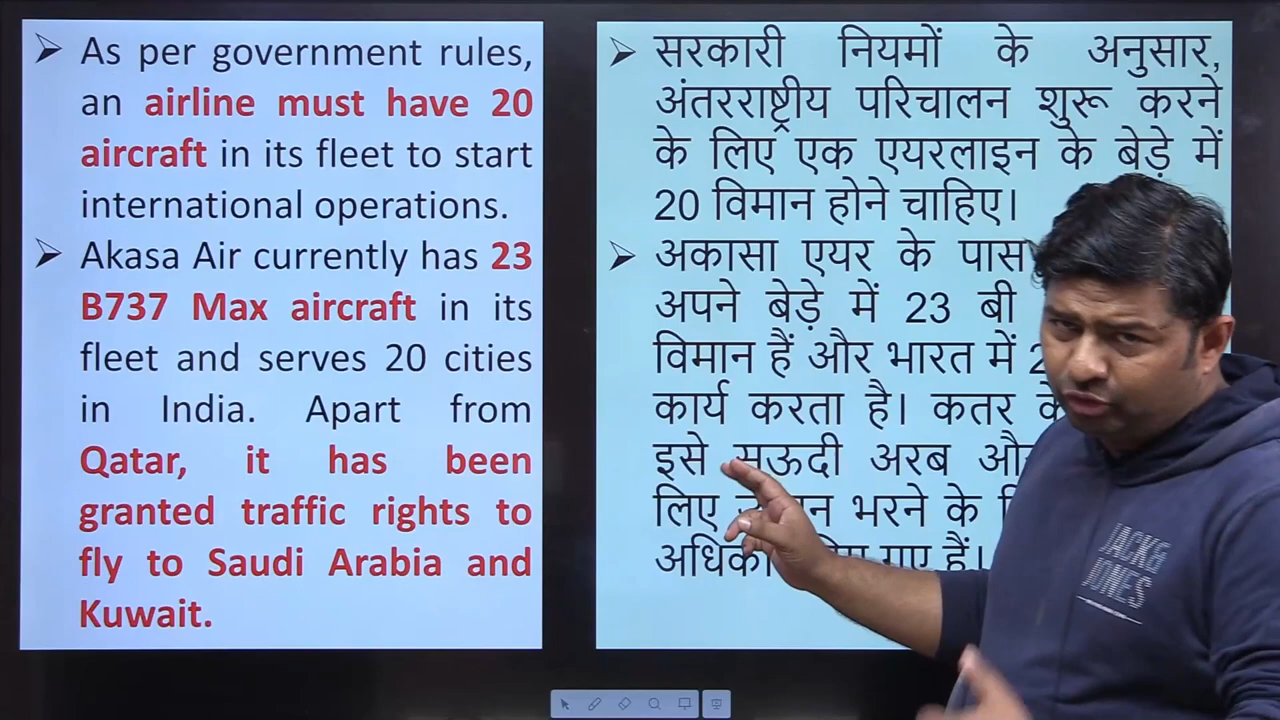 As per government rules,
an airline must have 20
aircraft in its fleet to start
international operations.
Akasa Air currently has 23
B737 Max aircraft in its
fleet and serves 20 cities
in India. Apart from
Qatar, it has been
granted traffic rights to
fly to Saudi Arabia and
Kuwait.
सरकारी नियमों के अनुसार,
अंतरराष्ट्रीय परिचालन शुरू करने
के लिए एक एयरलाइन के बेड़े में
20 विमान होने चाहिए।
अकासा एयर के पास
अपने बेड़े में 23 बी
विमान हैं और भारत में
कार्य करता है। कतर
इसे सऊदी अरब
लिए भरने के
गए हैं।
JACK&
JONES